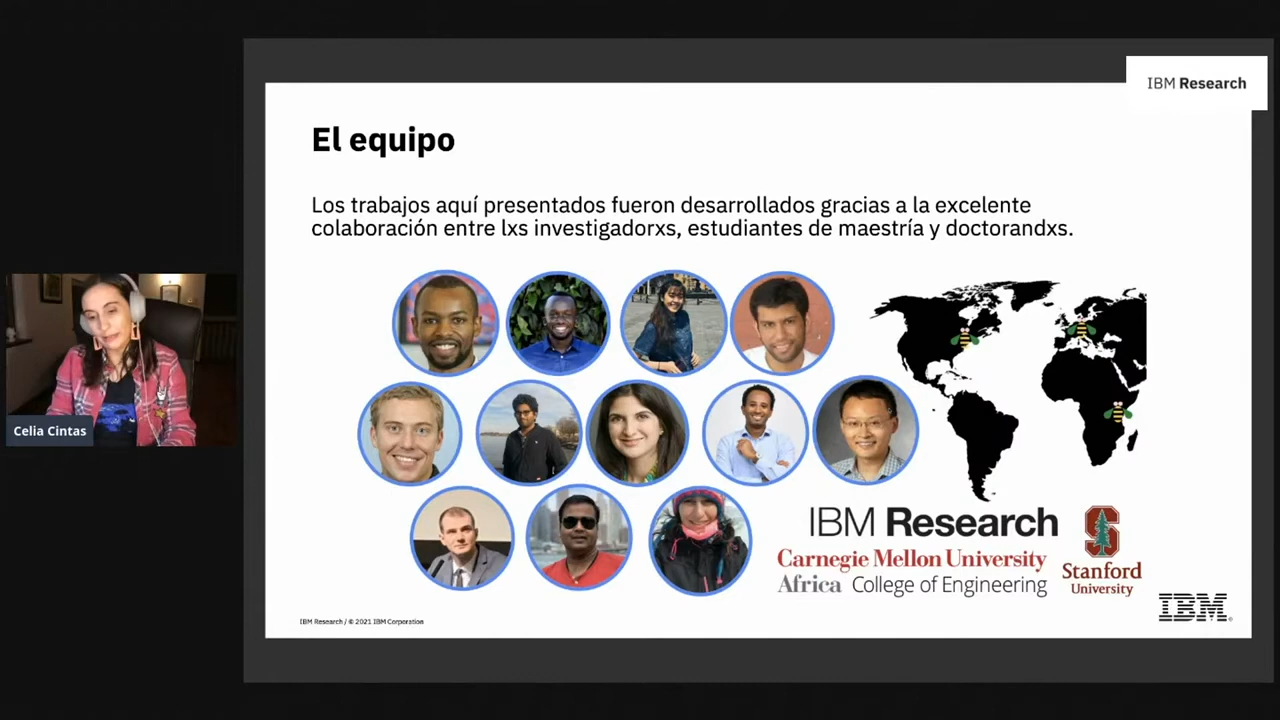 IBM Research
El equipo
Los trabajos aquí presentados fueron desarrollados gracias a la excelente
colaboración entre lxs investigadorxs, estudiantes de maestría y doctorandxs.
Celia Cintas
IBM Research
Carnegie Mellon University
Africa College of Engineering
S
Stanford
University
IBM Research / © 2021 IBM Corporation
IBM®